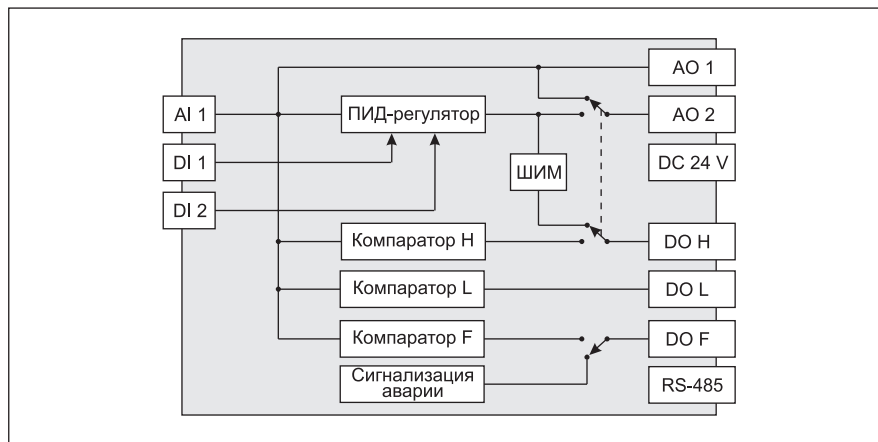 AO 1
AI 1
ПИД-регулятор
AO 2
DI 1
ШИМ
DC 24 V
DI 2
Компаратор H
DO H
Компаратор L
DO L
Компаратор F
DO F
Сигнализация
аварии
RS-485